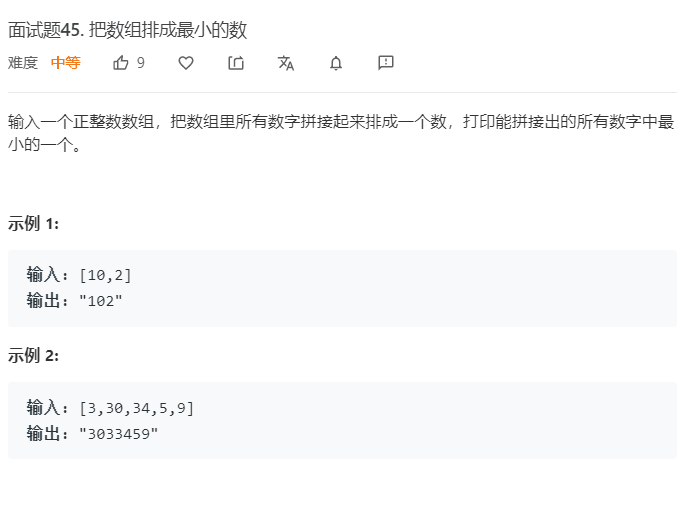 面试题45. 把数组排成最小的数
难度 中等 9
输入一个正整数数组，把数组里所有数字拼接起来排成一个数，打印能拼接出的所有数字中最
小的一个。
示例 1:
输入：[10,2]
输出："102"
示例 2:
输入：[3,30,34,5,9]
输出："3033459"